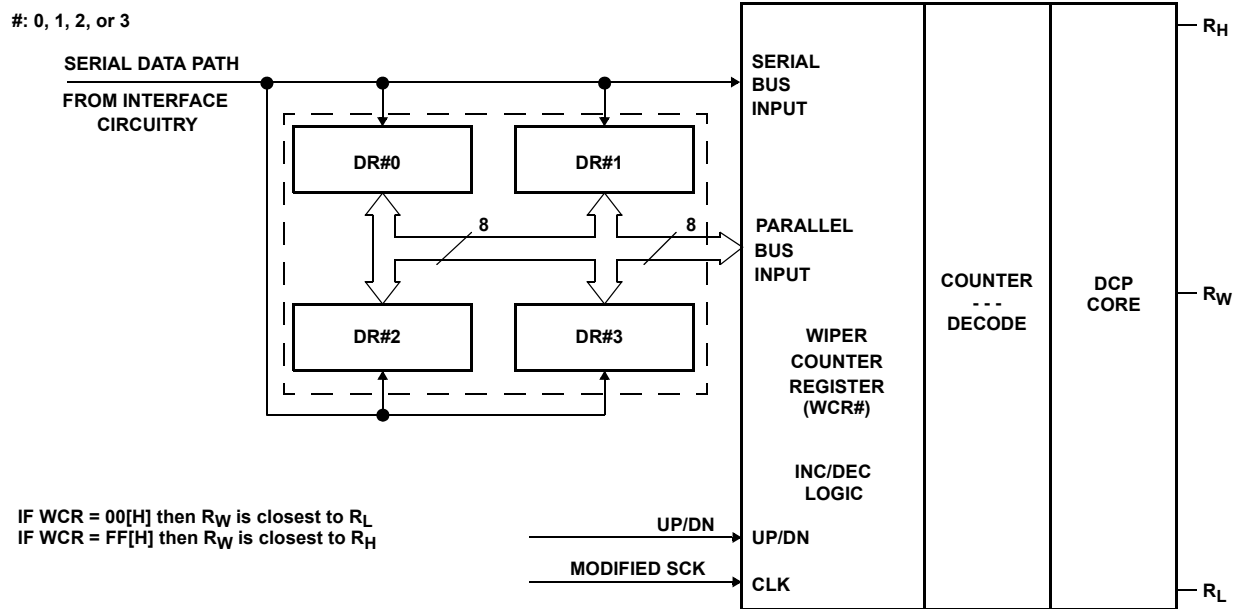 #: 0, 1, 2, or 3
SERIAL DATA PATH
FROM INTERFACE
CIRCUITRY
DR#0
DR#1
8
8
DR#2
DR#3
SERIAL
BUS
INPUT
PARALLEL
BUS
INPUT
WIPER
COUNTER
REGISTER
(WCR#)
INC/DEC
LOGIC
UP/DN
UP/DN
MODIFIED SCK
CLK
COUNTER
- - -
DECODE
DCP
CORE
RH
RW
RL
IF WCR = 00[H] then RW is closest to RL
IF WCR = FF[H] then RW is closest to RH